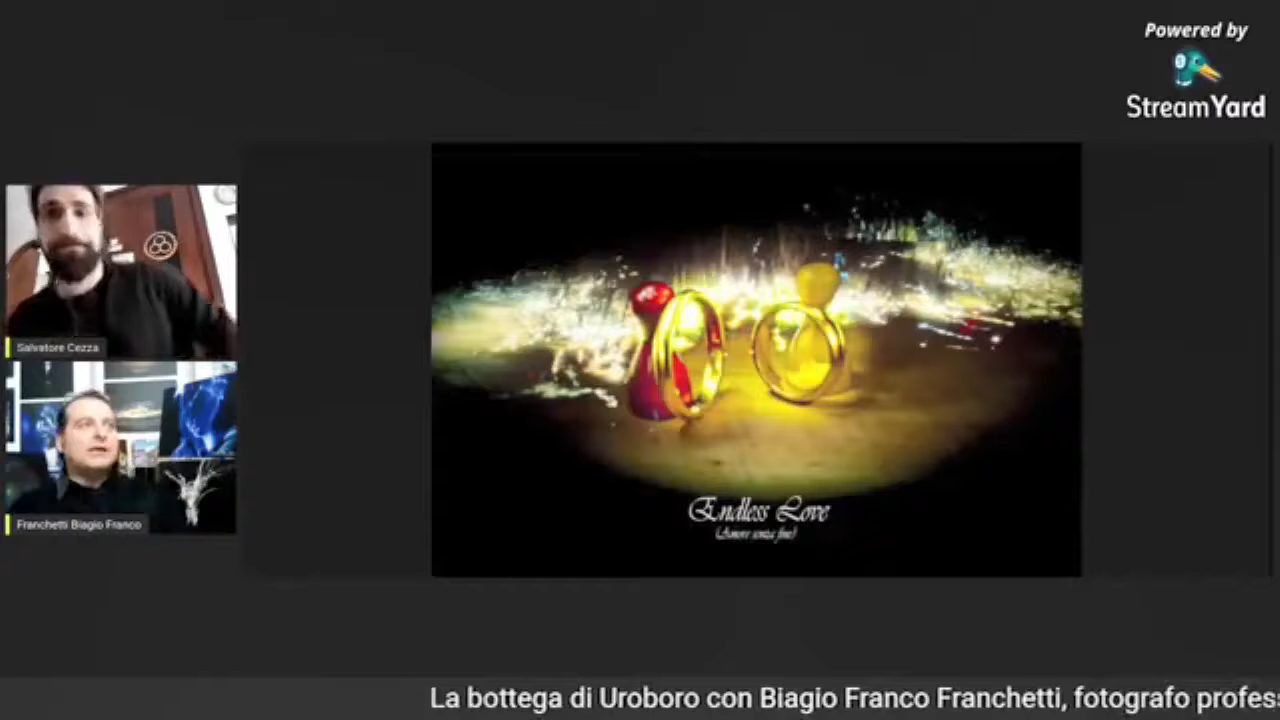 Powered by
StreamYard
Salvatore Cezza
Franchetti Biagio Franco
Endless Love
(Amore senza fine)
La bottega di Uroboro con Biagio Franco Franchetti, fotografo profes